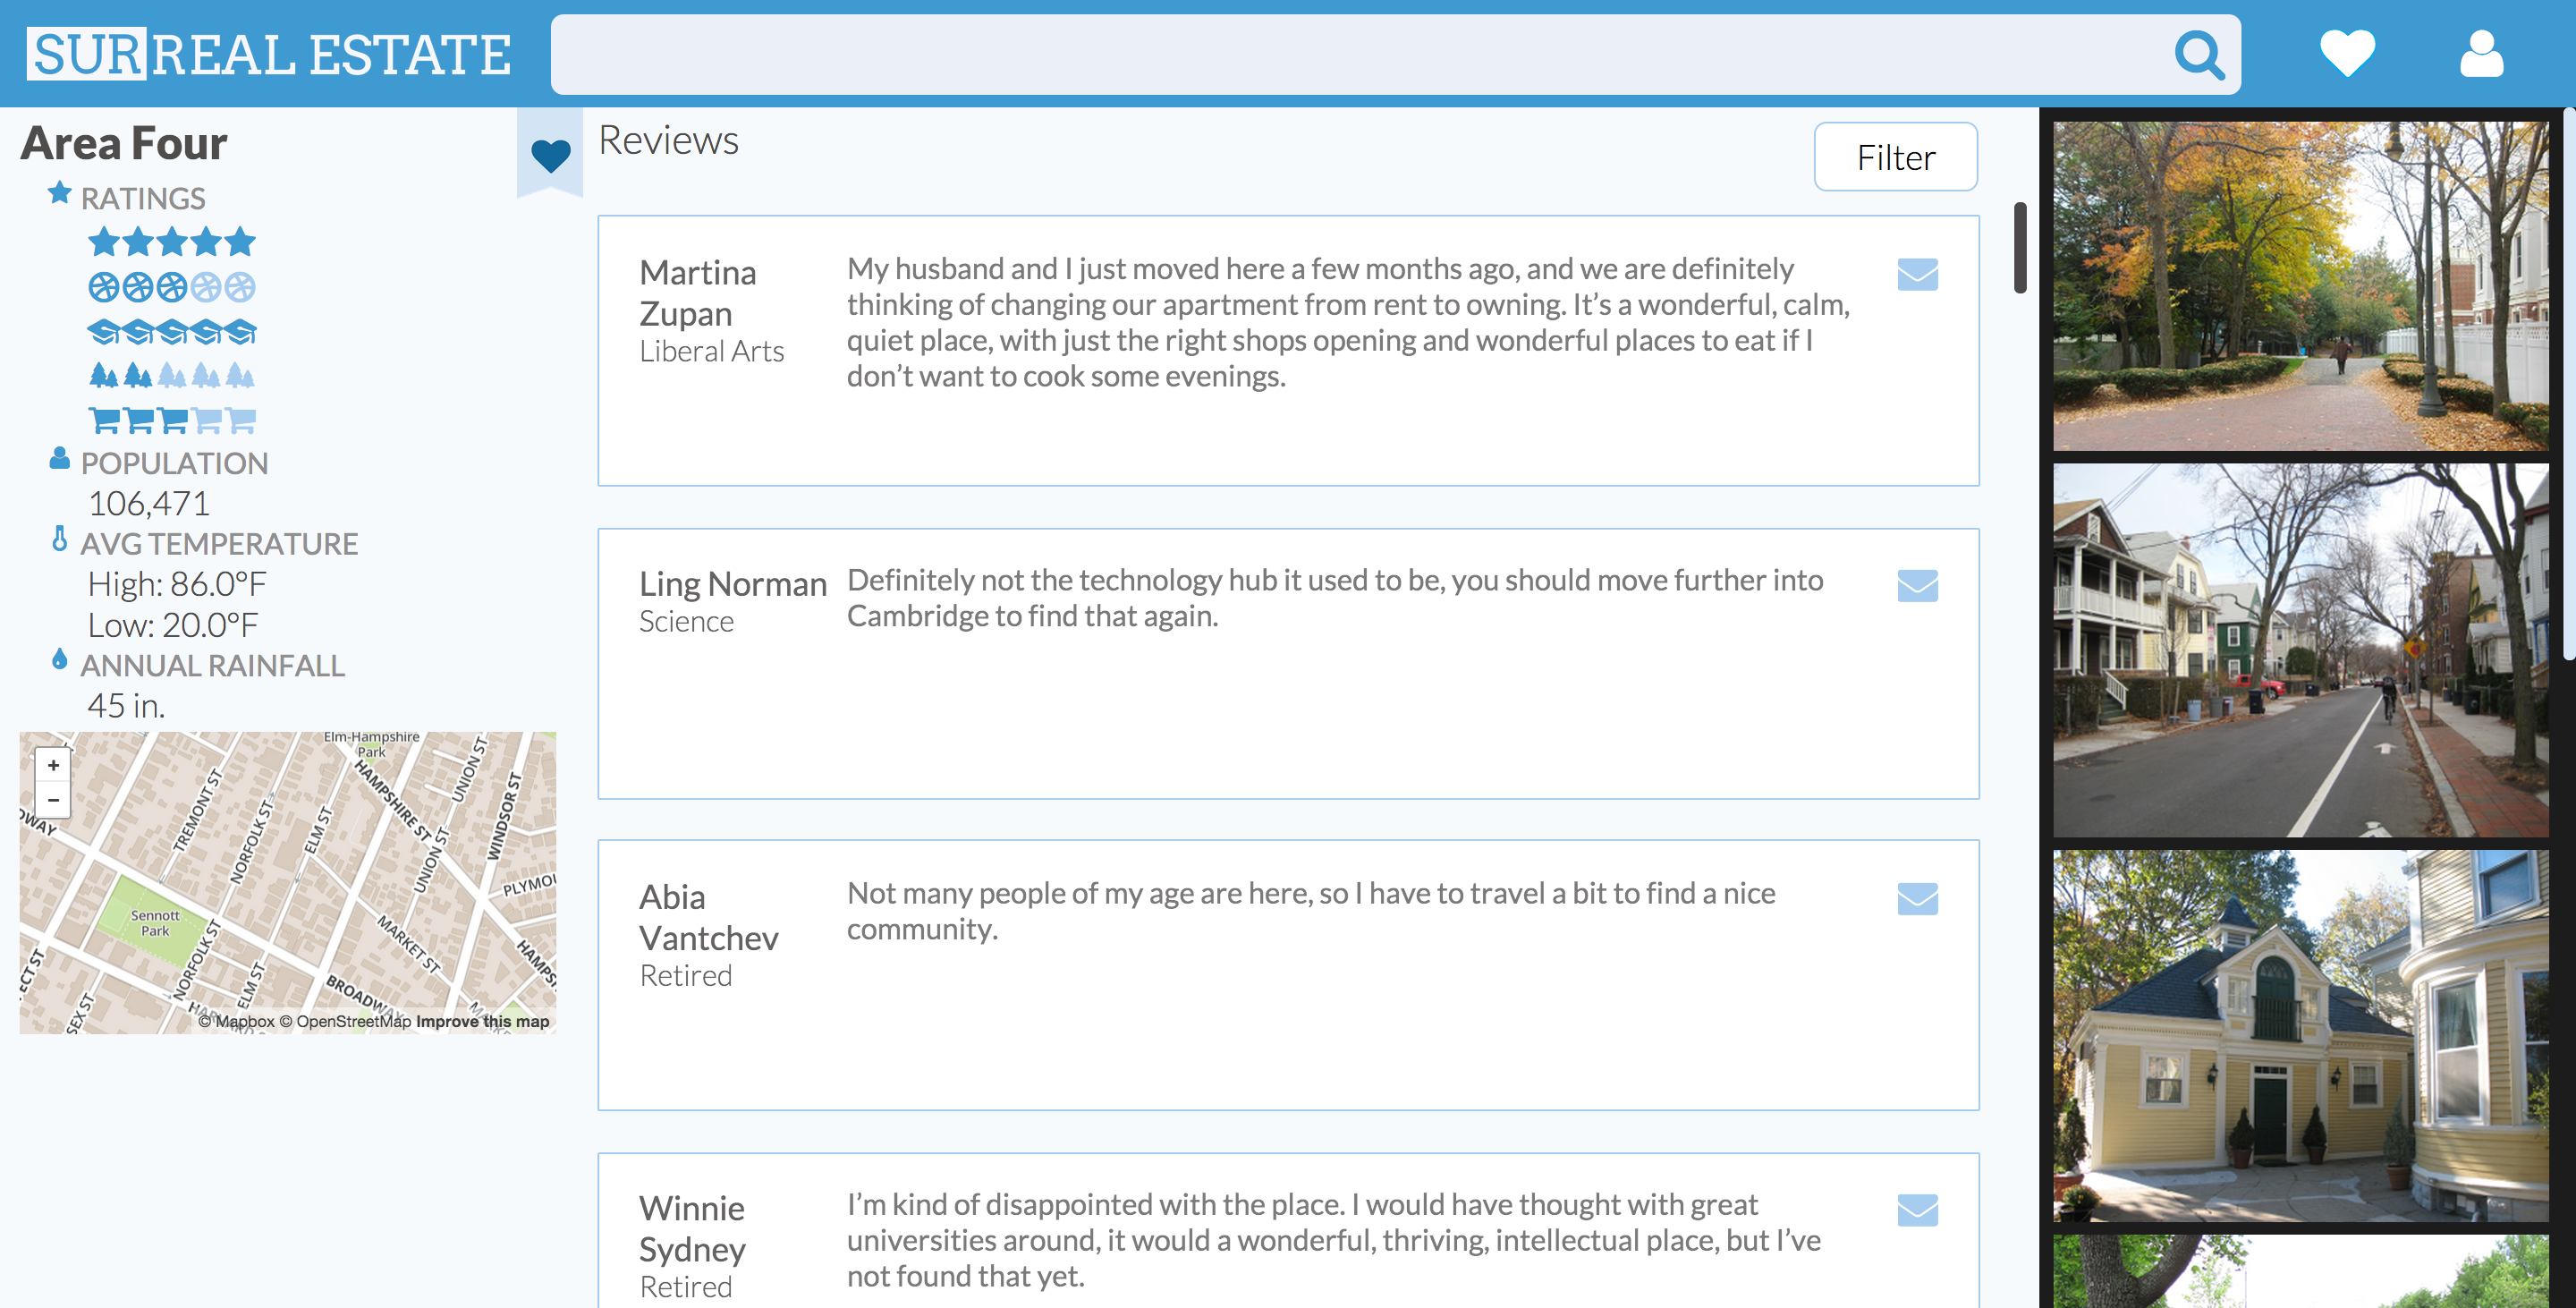 SURREAL ESTATE
Area Four
RATINGS
POPULATION
106,471
AVG TEMPERATURE
High: 86.0°F
Low: 20.0°F
ANNUAL RAINFALL
45 in.
Elm-Hampshire
Park
+
−
TREMONT ST
NORFOLK ST
ELM ST
HAMPSHIRE ST
UNION ST
UNION ST
WINDSOR ST
Sennott
Park
NORFOLK ST
ELM ST
MARKET ST
BROADWAY
© Mapbox © OpenStreetMap Improve this map
Reviews
Filter
Martina
Zupan
Liberal Arts
My husband and I just moved here a few months ago, and we are definitely
thinking of changing our apartment from rent to owning. It’s a wonderful, calm,
quiet place, with just the right shops opening and wonderful places to eat if I
don’t want to cook some evenings.
Ling Norman
Science
Definitely not the technology hub it used to be, you should move further into
Cambridge to find that again.
Abia
Vantchev
Retired
Not many people of my age are here, so I have to travel a bit to find a nice
community.
Winnie
Sydney
Retired
I’m kind of disappointed with the place. I would have thought with great
universities around, it would a wonderful, thriving, intellectual place, but I’ve
not found that yet.